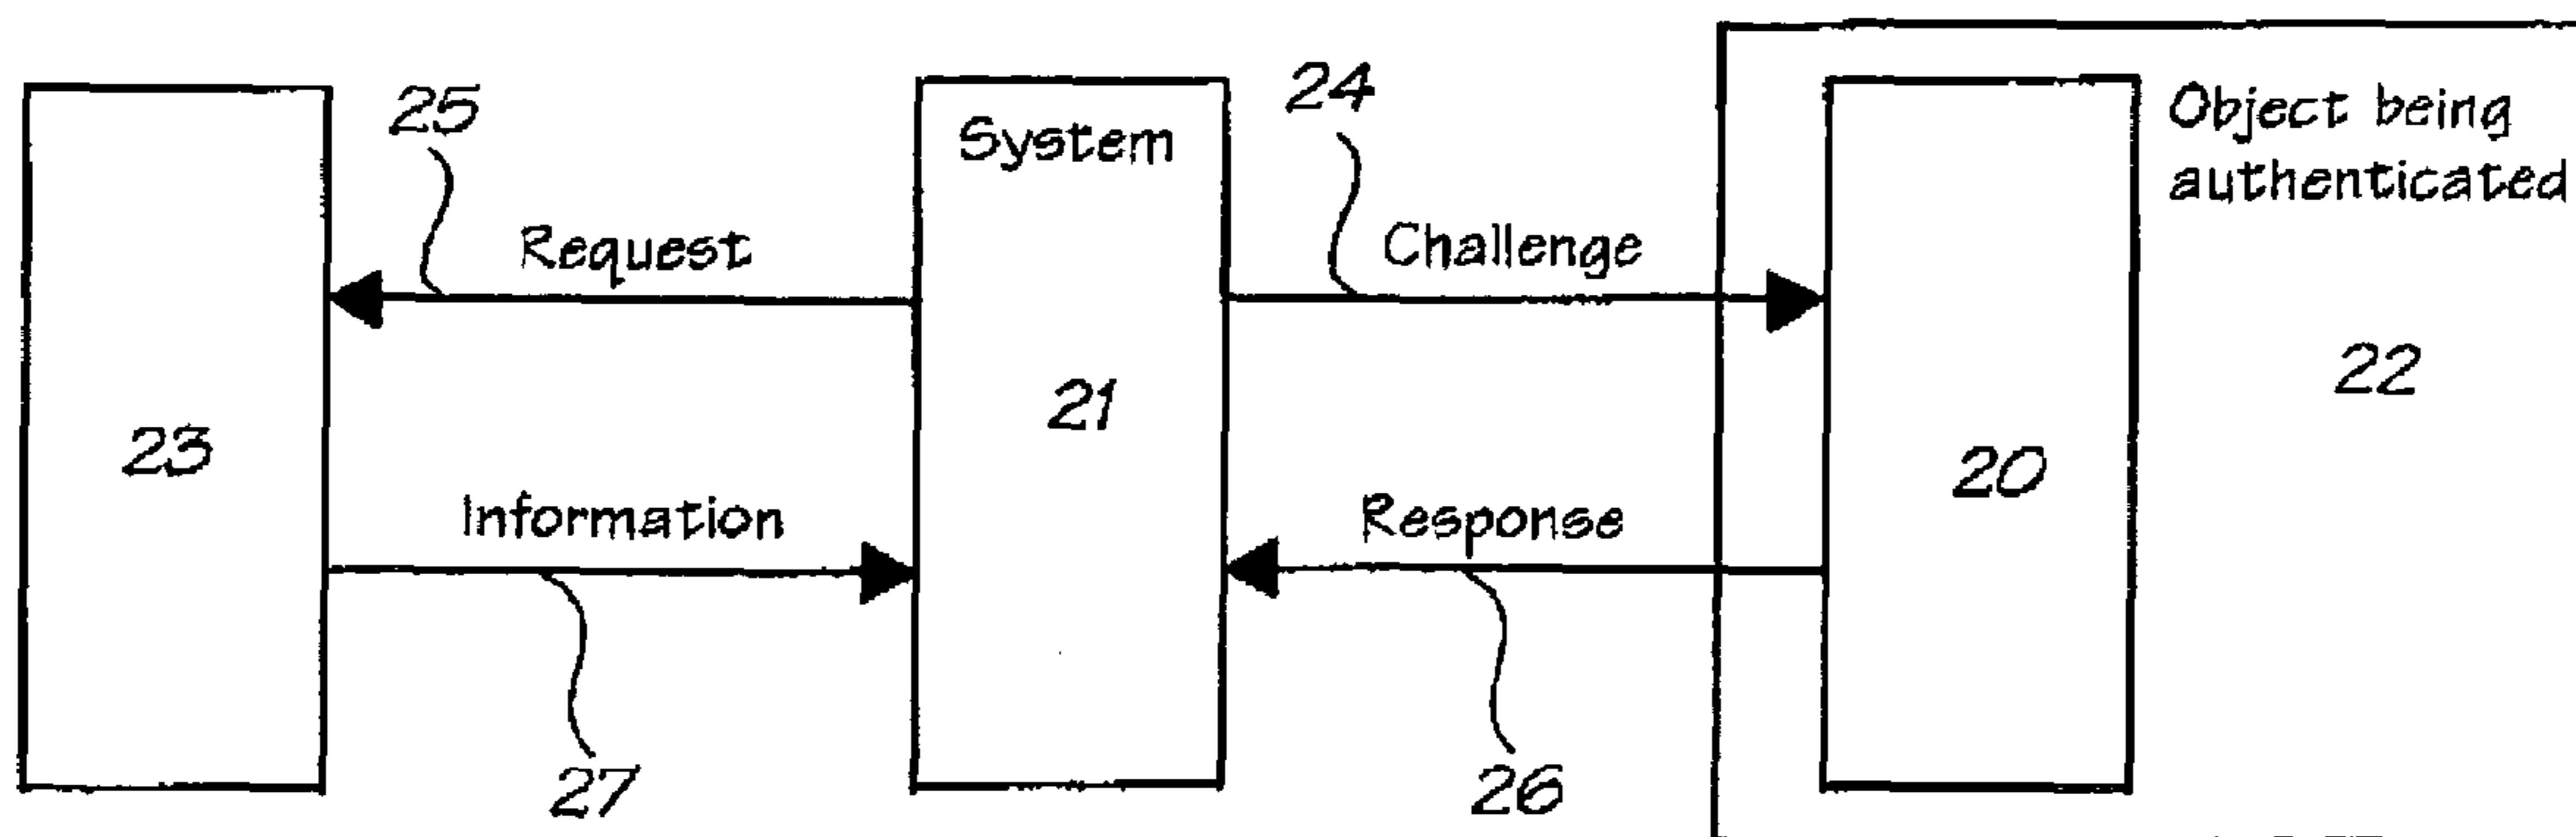 25
24
System
Object being
authenticated
Request
Challenge
22
21
23
20
Information
Response
27
26